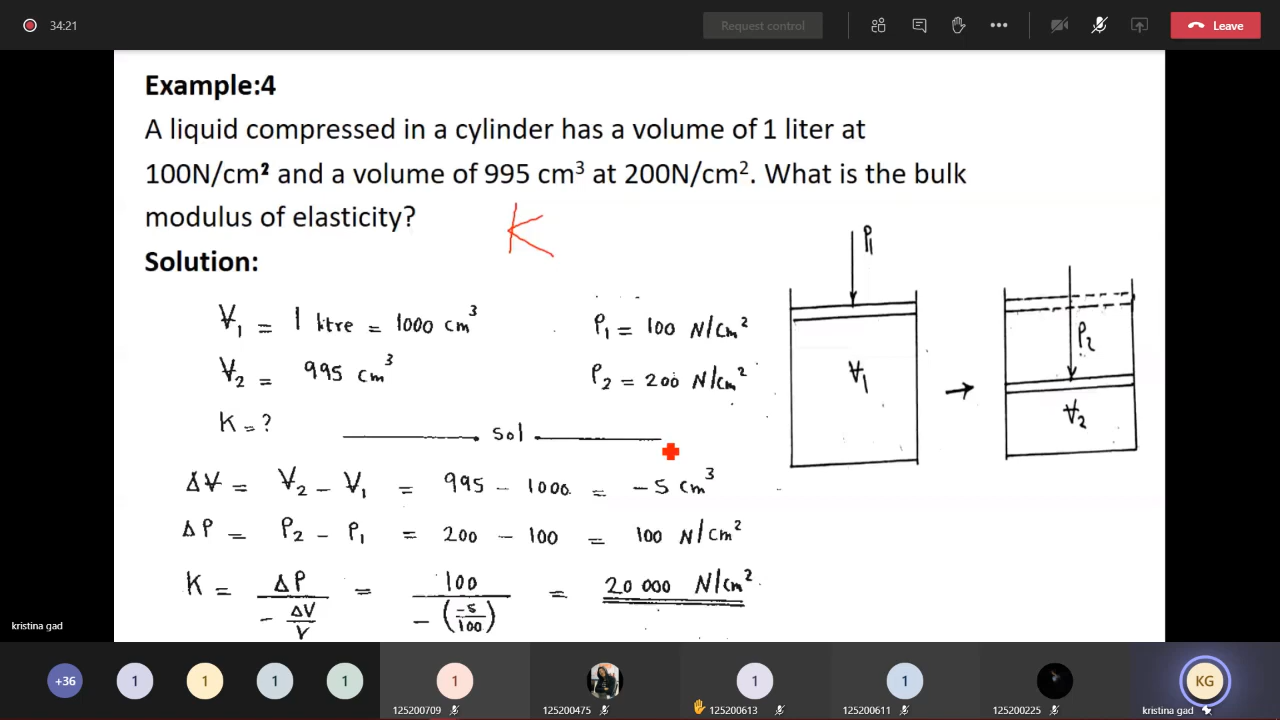 34:21
Request control
Leave
Example:4
A liquid compressed in a cylinder has a volume of 1 liter at
100N/cm² and a volume of 995 cm³ at 200N/cm². What is the bulk
modulus of elasticity?
K
Solution:
V₁ = 1 litre = 1000 cm³
P₁ = 100 N/cm²
V₂ = 995 cm³
P₂ = 200 N/cm²
K = ?
sol
ΔV = V₂ - V₁ = 995 - 1000 = -5 cm³
ΔP = P₂ - P₁ = 200 - 100 = 100 N/cm²
K = ΔP / -(ΔV/V) = 100 / -(-5/100) = 20 000 N/cm²
P₁
V₁
→
P₂
V₂
kristina gad
+36
1
1
1
1
1
1
1
KG
125200709
125200475
125200613
125200611
125200225
kristina gad